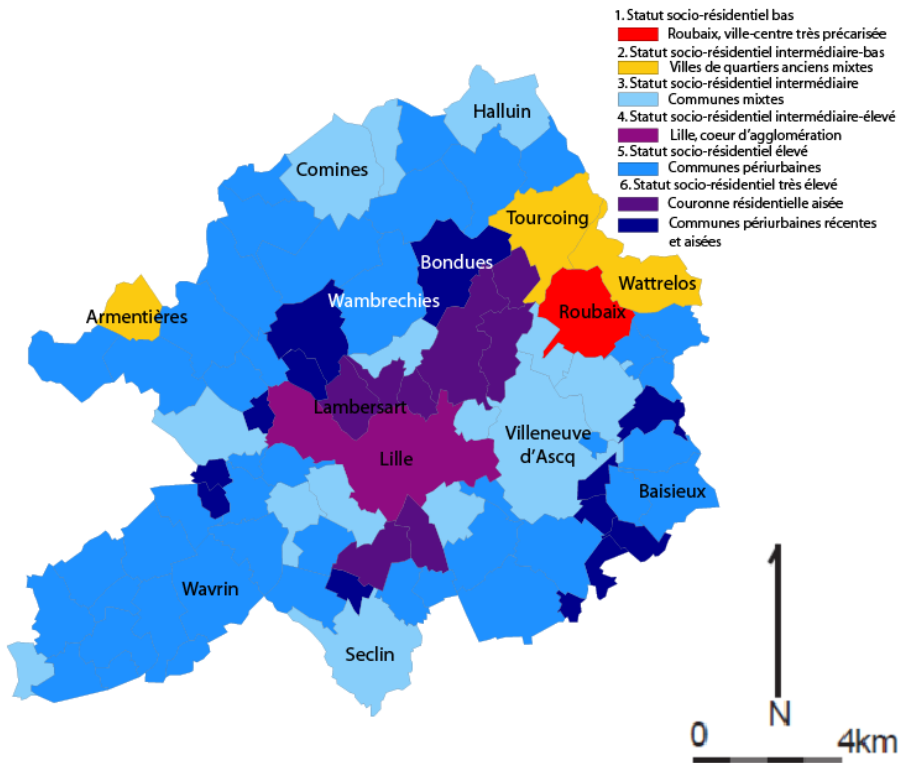 1. Statut socio-résidentiel bas
Roubaix, ville-centre très précarisée
2. Statut socio-résidentiel intermédiaire-bas
Villes de quartiers anciens mixtes
3. Statut socio-résidentiel intermédiaire
Communes mixtes
4. Statut socio-résidentiel intermédiaire-élevé
Lille, coeur d'agglomération
5. Statut socio-résidentiel élevé
Communes périurbaines
6. Statut socio-résidentiel très élevé
Couronne résidentielle aisée
Communes périurbaines récentes
et aisées
Halluin
Comines
Tourcoing
Bondues
Wattrelos
Wambrechies
Roubaix
Armentières
Lambersart
Villeneuve
d'Ascq
Lille
Baisieux
Wavrin
Seclin
N
0 4km